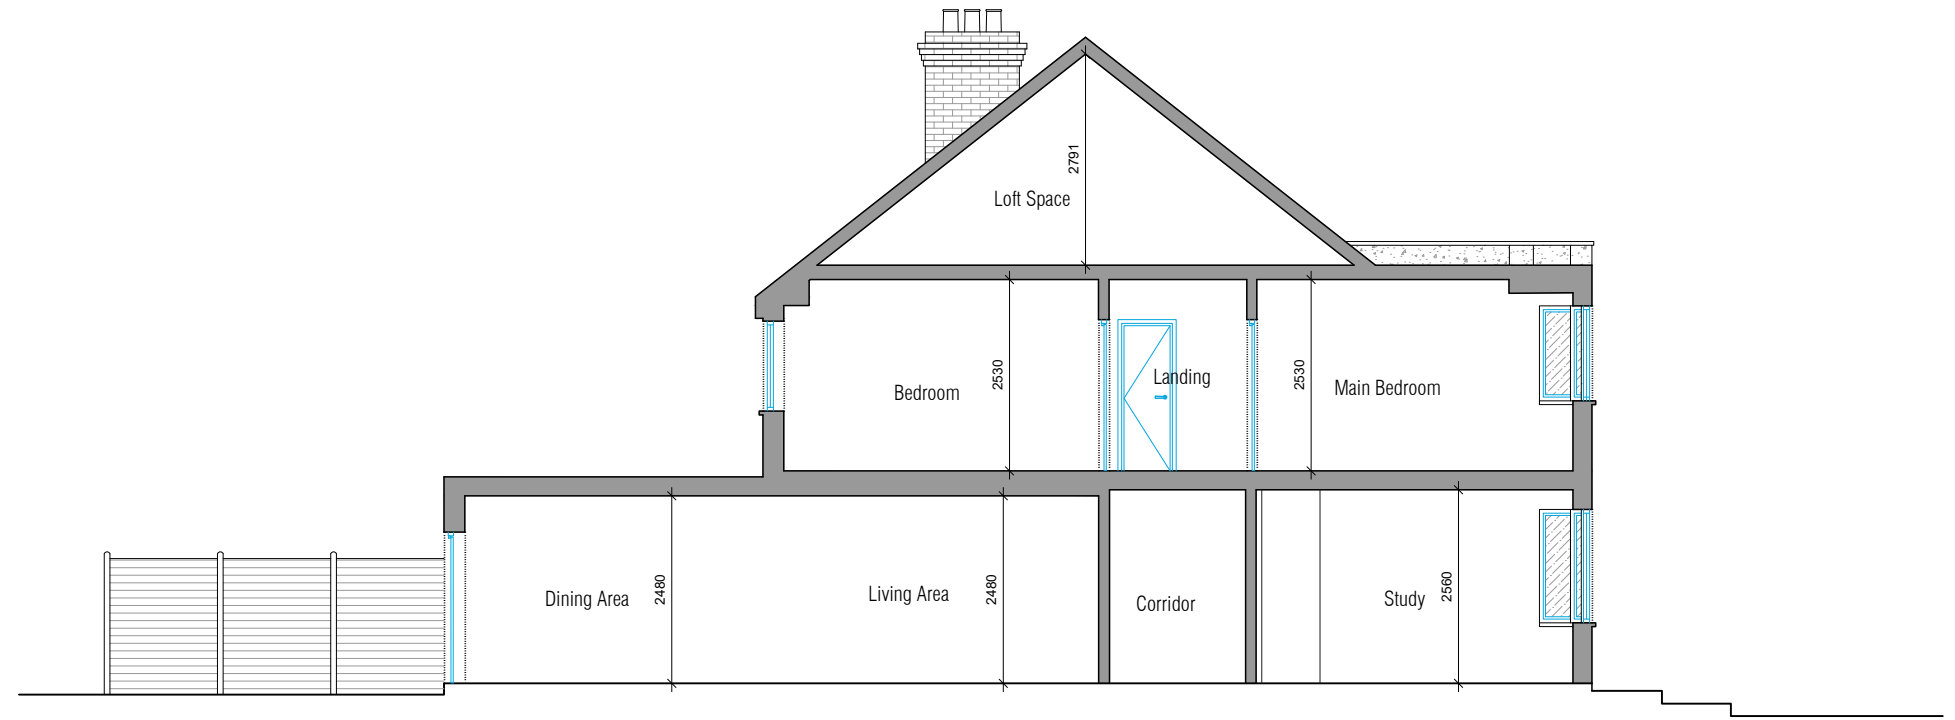 2791
Loft Space
2530
2530
Landing
Bedroom
Main Bedroom
2480
2480
2560
Dining Area
Living Area
Corridor
Study